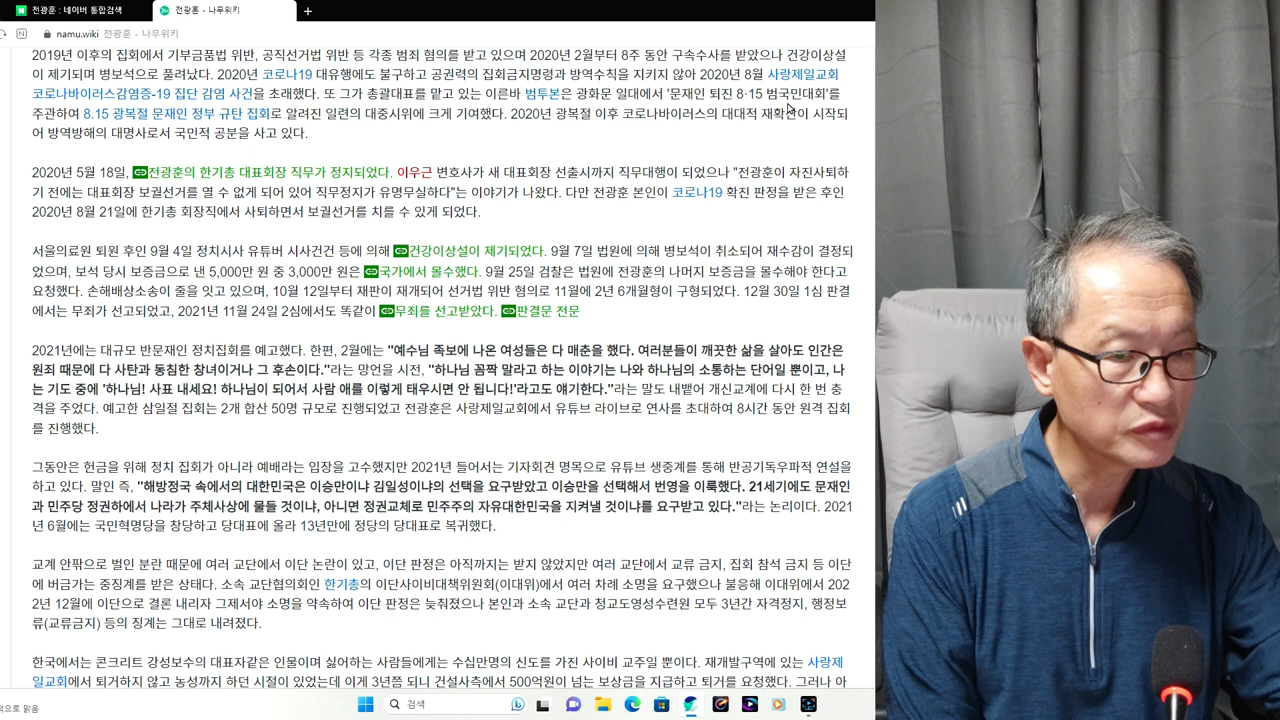 전광훈 : 네이버 통합검색
전광훈 - 나무위키
namu.wiki 전광훈 - 나무위키
2019년 이후의 집회에서 기부금품법 위반, 공직선거법 위반 등 각종 범죄 혐의를 받고 있으며 2020년 2월부터 8주 동안 구속수사를 받았으나 건강이상설
이 제기되며 병보석으로 풀려났다. 2020년 코로나19 대유행에도 불구하고 공권력의 집회금지명령과 방역수칙을 지키지 않아 2020년 8월 사랑제일교회
코로나바이러스감염증-19 집단 감염 사건을 초래했다. 또 그가 총괄대표를 맡고 있는 이른바 범투본은 광화문 일대에서 '문재인 퇴진 8·15 범국민대회'를
주관하여 8.15 광복절 문재인 정부 규탄 집회로 알려진 일련의 대중시위에 크게 기여했다. 2020년 광복절 이후 코로나바이러스의 대대적 재확산이 시작되
어 방역방해의 대명사로서 국민적 공분을 사고 있다.
2020년 5월 18일, 전광훈의 한기총 대표회장 직무가 정지되었다. 이우근 변호사가 새 대표회장 선출시까지 직무대행이 되었으나 "전광훈이 자진사퇴하
기 전에는 대표회장 보궐선거를 열 수 없게 되어 있어 직무정지가 유명무실하다"는 이야기가 나왔다. 다만 전광훈 본인이 코로나19 확진 판정을 받은 후인
2020년 8월 21일에 한기총 회장직에서 사퇴하면서 보궐선거를 치를 수 있게 되었다.
서울의료원 퇴원 후인 9월 4일 정치시사 유튜버 시사건건 등에 의해 건강이상설이 제기되었다. 9월 7일 법원에 의해 병보석이 취소되어 재수감이 결정되
었으며, 보석 당시 보증금으로 낸 5,000만 원 중 3,000만 원은 국가에서 몰수했다. 9월 25일 검찰은 법원에 전광훈의 나머지 보증금을 몰수해야 한다고
요청했다. 손해배상소송이 줄을 잇고 있으며, 10월 12일부터 재판이 재개되어 선거법 위반 혐의로 11월에 2년 6개월형이 구형되었다. 12월 30일 1심 판결
에서는 무죄가 선고되었고, 2021년 11월 24일 2심에서도 똑같이 무죄를 선고받았다. 판결문 전문
2021년에는 대규모 반문재인 정치집회를 예고했다. 한편, 2월에는 "예수님 족보에 나온 여성들은 다 매춘을 했다. 여러분들이 깨끗한 삶을 살아도 인간은
원죄 때문에 다 사탄과 동침한 창녀이거나 그 후손이다."라는 망언을 시전, "하나님 꼼짝 말라고 하는 이야기는 나와 하나님의 소통하는 단어일 뿐이고, 나
는 기도 중에 '하나님! 사표 내세요! 하나님이 되어서 사람 애를 이렇게 태우시면 안 됩니다!'라고도 얘기한다."라는 말도 내뱉어 개신교계에 다시 한 번 충
격을 주었다. 예고한 삼일절 집회는 2개 합산 50명 규모로 진행되었고 전광훈은 사랑제일교회에서 유튜브 라이브로 연사를 초대하여 8시간 동안 원격 집회
를 진행했다.
그동안은 헌금을 위해 정치 집회가 아니라 예배라는 입장을 고수했지만 2021년 들어서는 기자회견 명목으로 유튜브 생중계를 통해 반공기독우파적 연설을
하고 있다. 말인 즉, "해방정국 속에서의 대한민국은 이승만이냐 김일성이냐의 선택을 요구받았고 이승만을 선택해서 번영을 이룩했다. 21세기에도 문재인
과 민주당 정권하에서 나라가 주체사상에 물들 것이냐, 아니면 정권교체로 민주주의 자유대한민국을 지켜낼 것이냐를 요구받고 있다."라는 논리이다. 2021
년 6월에는 국민혁명당을 창당하고 당대표에 올라 13년만에 정당의 당대표로 복귀했다.
교계 안팎으로 벌인 분란 때문에 여러 교단에서 이단 논란이 있고, 이단 판정은 아직까지는 받지 않았지만 여러 교단에서 교류 금지, 집회 참석 금지 등 이단
에 버금가는 중징계를 받은 상태다. 소속 교단협의회인 한기총의 이단사이비대책위원회(이대위)에서 여러 차례 소명을 요구했으나 불응해 이대위에서 202
2년 12월에 이단으로 결론 내리자 그제서야 소명을 약속하여 이단 판정은 늦춰졌으나 본인과 소속 교단과 청교도영성수련원 모두 3년간 자격정지, 행정보
류(교류금지) 등의 징계는 그대로 내려졌다.
한국에서는 콘크리트 강성보수의 대표자같은 인물이며 싫어하는 사람들에게는 수십만명의 신도를 가진 사이비 교주일 뿐이다. 재개발구역에 있는 사랑제
일교회에서 퇴거하지 않고 농성까지 하던 시절이 있었는데 이게 3년쯤 되니 건설사측에서 500억원이 넘는 보상금을 지급하고 퇴거를 요청했다. 그러나 아
적으로 맑음
검색